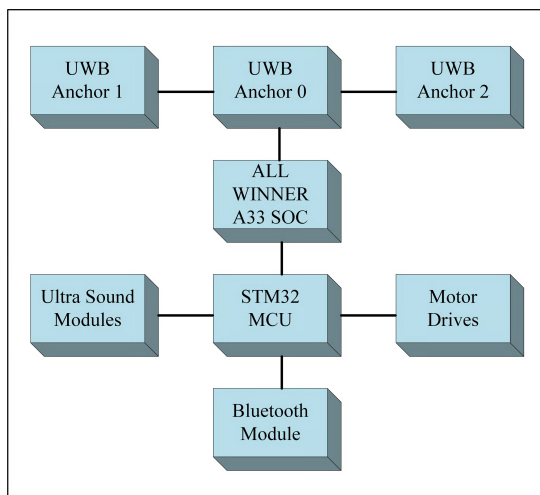 UWB
Anchor 1
UWB
Anchor 0
UWB
Anchor 2
ALL
WINNER
A33 SOC
Ultra Sound
Modules
STM32
MCU
Motor
Drives
Bluetooth
Module